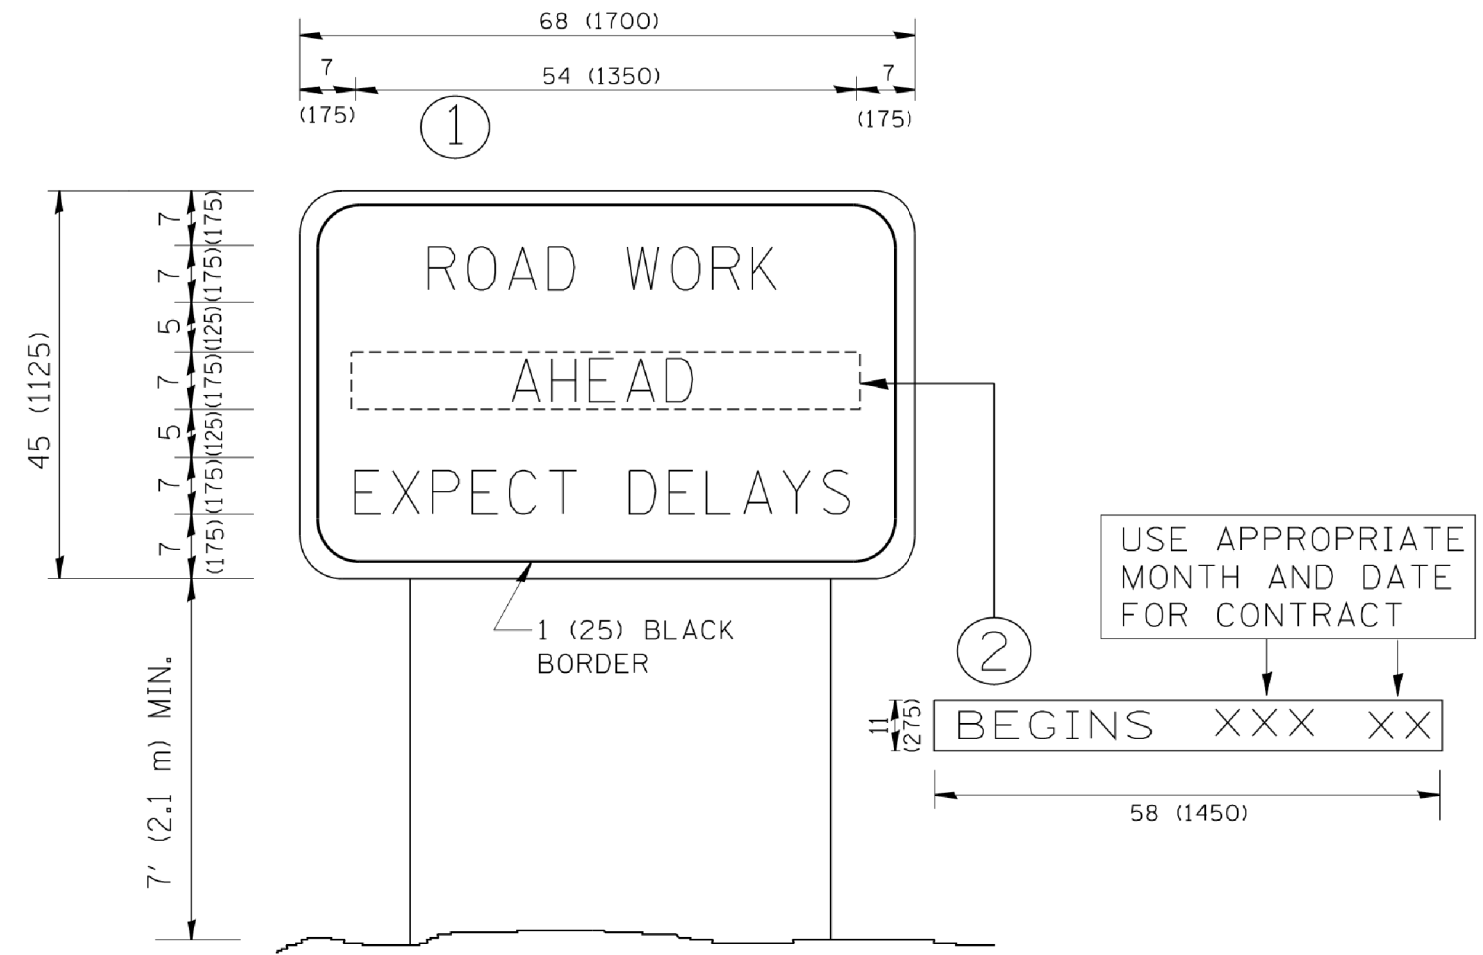 68 (1700)
7 54 (1350) 7
(175) (175)
1
7 (175)
7 (175)
5 (125)
7 (175)
5 (125)
7 (175)
7 (175)
45 (1125)
ROAD WORK
AHEAD
EXPECT DELAYS
1 (25) BLACK
BORDER
7' (2.1 m) MIN.
2
USE APPROPRIATE
MONTH AND DATE
FOR CONTRACT
11
(275)
BEGINS XXX XX
58 (1450)